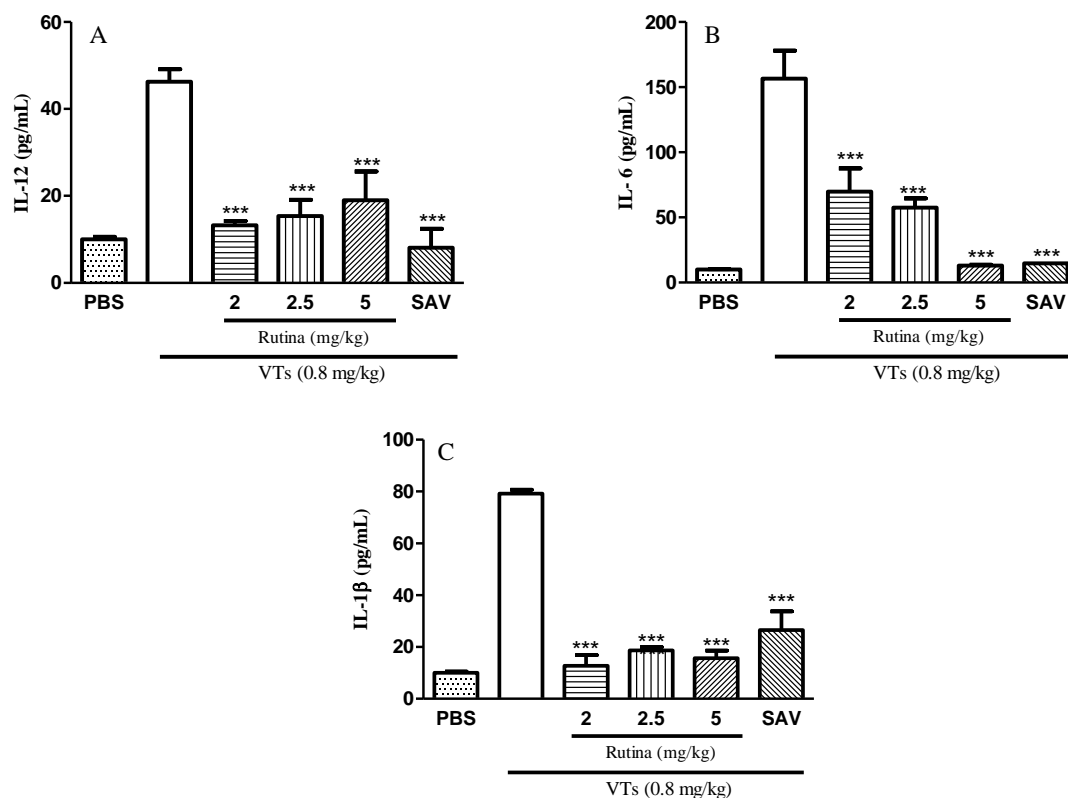 A
IL-12 (pg/mL)
60
40
20
0
***
***
***
***
PBS
2
2.5
5
SAV
Rutina (mg/kg)
VTs (0.8 mg/kg)
B
IL- 6 (pg/mL)
200
150
100
50
0
***
***
***
***
PBS
2
2.5
5
SAV
Rutina (mg/kg)
VTs (0.8 mg/kg)
C
IL-1β (pg/mL)
100
80
60
40
20
0
***
***
***
***
***
PBS
2
2.5
5
SAV
Rutina (mg/kg)
VTs (0.8 mg/kg)